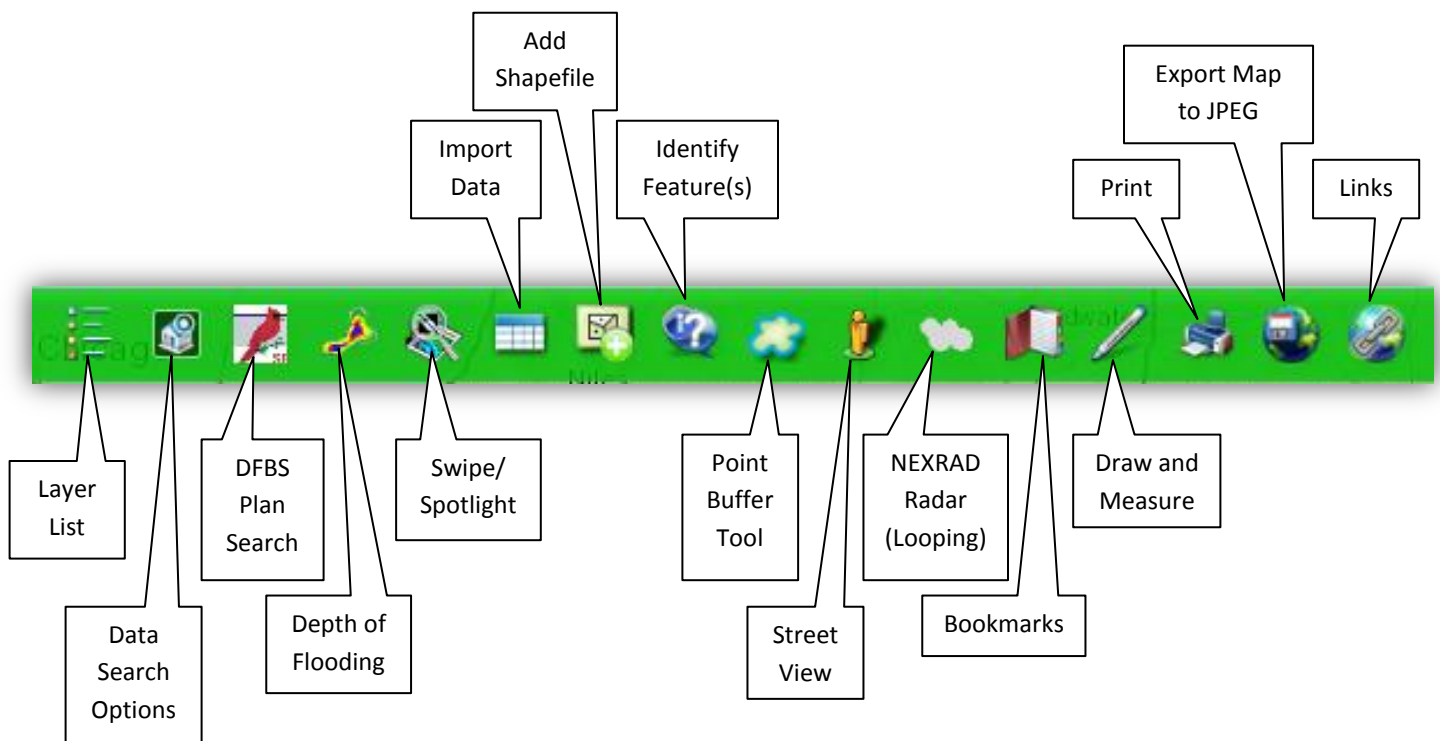 Add
Shapefile
Export Map
to JPEG
Import
Data
Identify
Feature(s)
Print
Links
Layer
List
DFBS
Plan
Search
Swipe/
Spotlight
Point
Buffer
Tool
NEXRAD
Radar
(Looping)
Draw and
Measure
Data
Search
Options
Depth of
Flooding
Street
View
Bookmarks